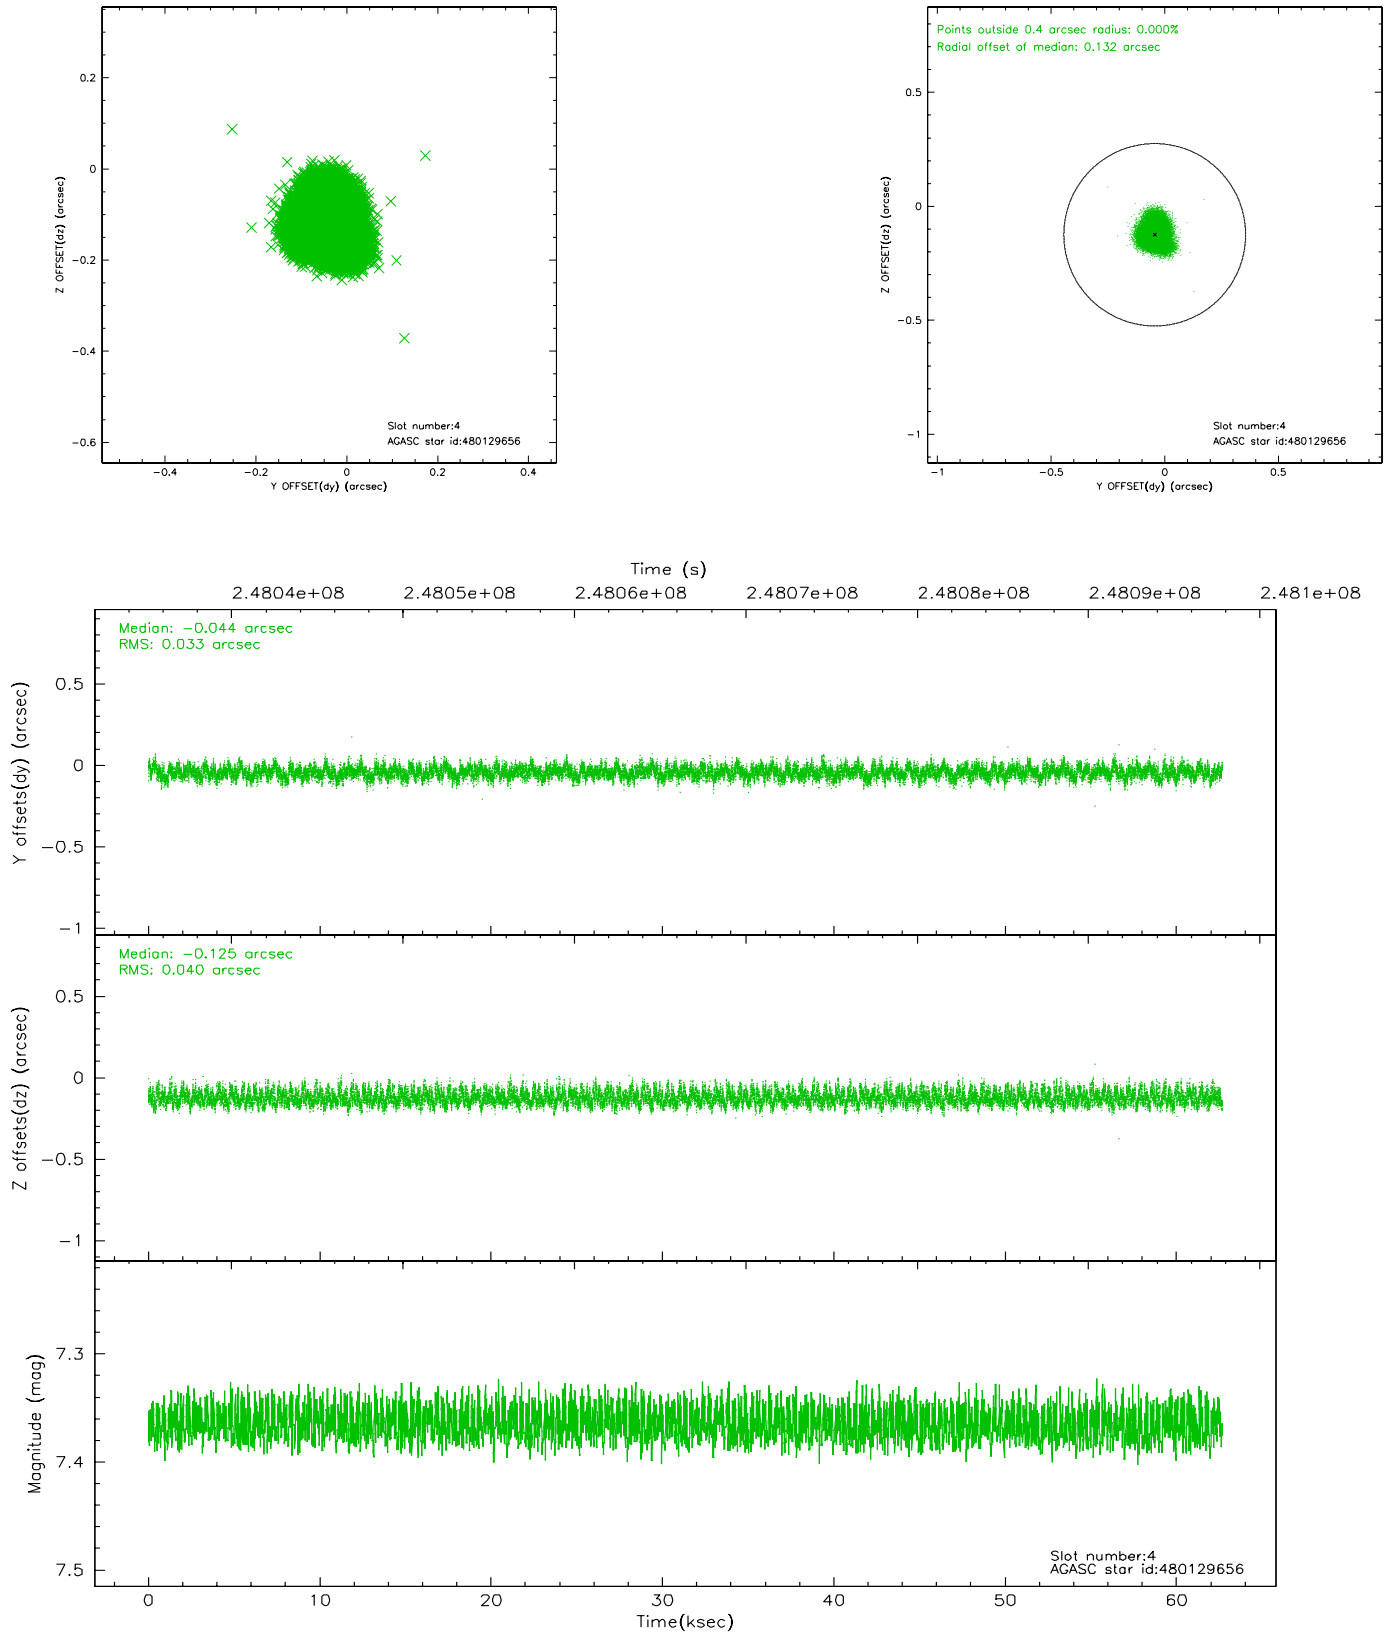 0.2
0
−0.2
−0.4
−0.6
Z OFFSET(dz) (arcsec)
Slot number:4
AGASC star id:480129656
−0.4 −0.2 0 0.2 0.4
Y OFFSET(dy) (arcsec)
Points outside 0.4 arcsec radius: 0.000%
Radial offset of median: 0.132 arcsec
0.5
0
−0.5
−1
Z OFFSET(dz) (arcsec)
Slot number:4
AGASC star id:480129656
−1 −0.5 0 0.5
Y OFFSET(dy) (arcsec)
Time (s)
2.4804e+08 2.4805e+08 2.4806e+08 2.4807e+08 2.4808e+08 2.4809e+08 2.481e+08
Median: −0.044 arcsec
RMS: 0.033 arcsec
0.5
0
−0.5
−1
Y offsets(dy) (arcsec)
Median: −0.125 arcsec
RMS: 0.040 arcsec
0.5
0
−0.5
−1
Z offsets(dz) (arcsec)
7.3
7.4
7.5
Magnitude (mag)
Slot number:4
AGASC star id:480129656
0 10 20 30 40 50 60
Time(ksec)